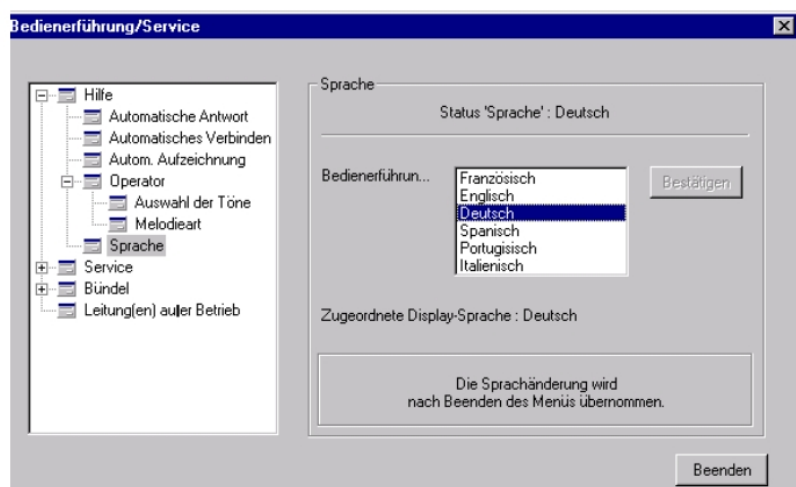 Bedienerführung/Service
Hilfe
Automatische Antwort
Automatisches Verbinden
Autom. Aufzeichnung
Operator
Auswahl der Töne
Melodieart
Sprache
Service
Bündel
Leitung(en) auþer Betrieb
Sprache
Status 'Sprache' : Deutsch
Bedienerführun...
Französisch
Englisch
Deutsch
Spanisch
Portugisisch
Italienisch
Bestätigen
Zugeordnete Display-Sprache : Deutsch
Die Sprachänderung wird
nach Beenden des Menüs übernommen.
Beenden